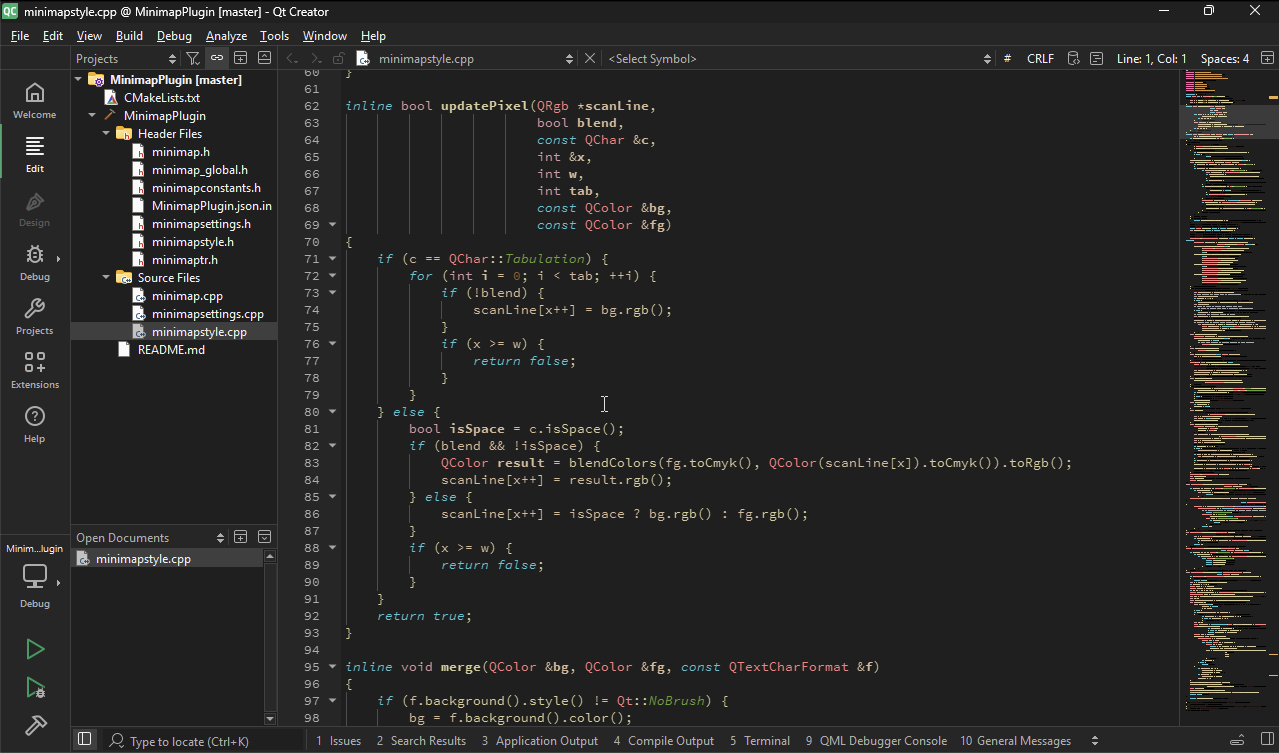 QC minimapstyle.cpp @ MinimapPlugin [master] - Qt Creator
File Edit View Build Debug Analyze Tools Window Help
Projects
minimapstyle.cpp
<Select Symbol>
# CRLF
Line: 1, Col: 1
Spaces: 4
Welcome
Edit
Design
Debug
Projects
Extensions
Help
Minim...lugin
Debug
MinimapPlugin [master]
CMakeLists.txt
MinimapPlugin
Header Files
minimap.h
minimap_global.h
minimapconstants.h
MinimapPlugin.json.in
minimapsettings.h
minimapstyle.h
minimaptr.h
Source Files
minimap.cpp
minimapsettings.cpp
minimapstyle.cpp
README.md
Open Documents
minimapstyle.cpp
60 }
61
62 inline bool updatePixel(QRgb *scanLine,
63 bool blend,
64 const QChar &c,
65 int &x,
66 int w,
67 int tab,
68 const QColor &bg,
69 const QColor &fg)
70 {
71 if (c == QChar::Tabulation) {
72 for (int i = 0; i < tab; ++i) {
73 if (!blend) {
74 scanLine[x++] = bg.rgb();
75 }
76 if (x >= w) {
77 return false;
78 }
79 }
80 } else {
81 bool isSpace = c.isSpace();
82 if (blend && !isSpace) {
83 QColor result = blendColors(fg.toCmyk(), QColor(scanLine[x]).toCmyk()).toRgb();
84 scanLine[x++] = result.rgb();
85 } else {
86 scanLine[x++] = isSpace ? bg.rgb() : fg.rgb();
87 }
88 if (x >= w) {
89 return false;
90 }
91 }
92 return true;
93 }
94
95 inline void merge(QColor &bg, QColor &fg, const QTextCharFormat &f)
96 {
97 if (f.background().style() != Qt::NoBrush) {
98 bg = f.background().color();
Type to locate (Ctrl+K)
1 Issues
2 Search Results
3 Application Output
4 Compile Output
5 Terminal
9 QML Debugger Console
10 General Messages